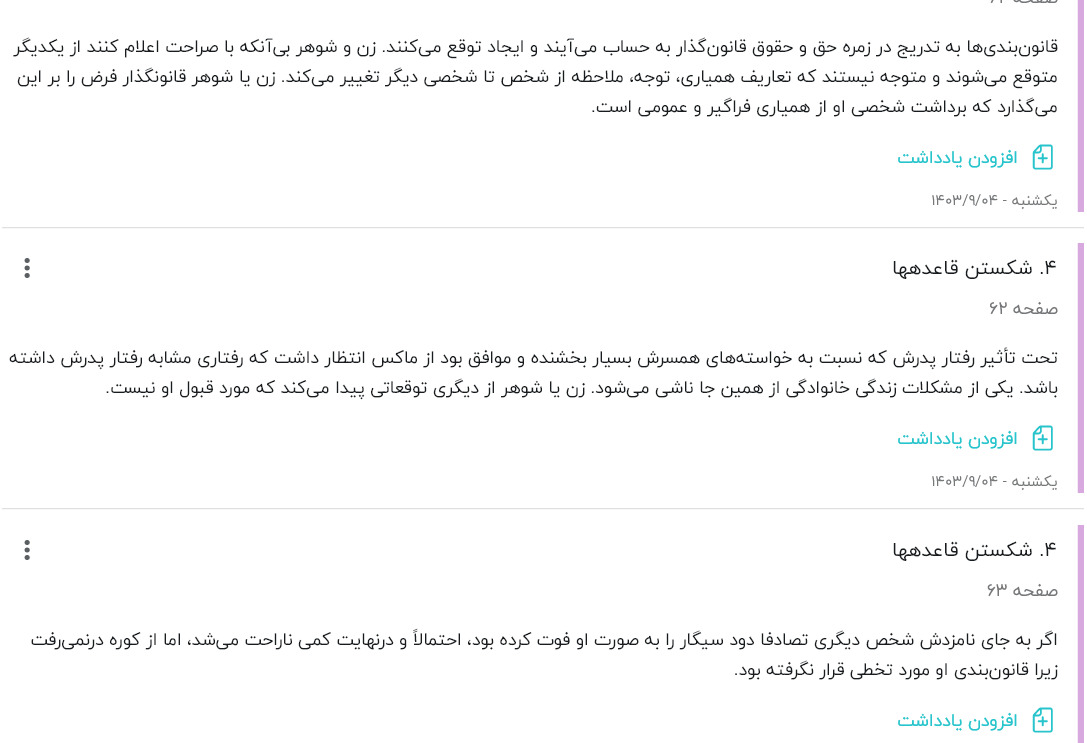 صفحه ۶۲
قانون‌بندی‌ها به تدریج در زمره حق و حقوق قانون‌گذار به حساب می‌آیند و ایجاد توقع می‌کنند. زن و شوهر بی‌آنکه با صراحت اعلام کنند از یکدیگر
متوقع می‌شوند و متوجه نیستند که تعاریف همیاری، توجه، ملاحظه از شخص تا شخصی دیگر تغییر می‌کند. زن یا شوهر قانونگذار فرض را بر این
می‌گذارد که برداشت شخصی او از همیاری فراگیر و عمومی است.
افزودن یادداشت
یکشنبه - ۱۴۰۳/۹/۰۴
۴. شکستن قاعده‎ها
صفحه ۶۲
تحت تأثیر رفتار پدرش که نسبت به خواسته‌های همسرش بسیار بخشنده و موافق بود از ماکس انتظار داشت که رفتاری مشابه رفتار پدرش داشته
باشد. یکی از مشکلات زندگی خانوادگی از همین جا ناشی می‌شود. زن یا شوهر از دیگری توقعاتی پیدا می‌کند که مورد قبول او نیست.
افزودن یادداشت
یکشنبه - ۱۴۰۳/۹/۰۴
۴. شکستن قاعده‎ها
صفحه ۶۳
اگر به جای نامزدش شخص دیگری تصادفا دود سیگار را به صورت او فوت کرده بود، احتمالاً و درنهایت کمی ناراحت می‌شد، اما از کوره درنمی‌رفت
زیرا قانون‌بندی او مورد تخطی قرار نگرفته بود.
افزودن یادداشت